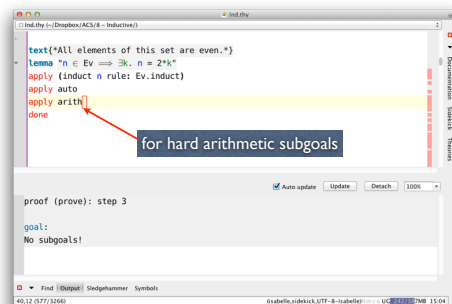 Ind.thy
Ind.thy (~/Dropbox/ACS/8 - Inductive/)
text{*All elements of this set are even.*}
lemma "n ∈ Ev ⟹ ∃k. n = 2*k"
apply (induct n rule: Ev.induct)
apply auto
apply arith
done
for hard arithmetic subgoals
Documentation Sidekick Theories
Auto update Update Detach 100%
proof (prove): step 3
goal:
No subgoals!
Find Output Sledgehammer Symbols
40,12 (577/3266)
(isabelle,sidekick,UTF-8-Isabelle) UG 7MB 15:04